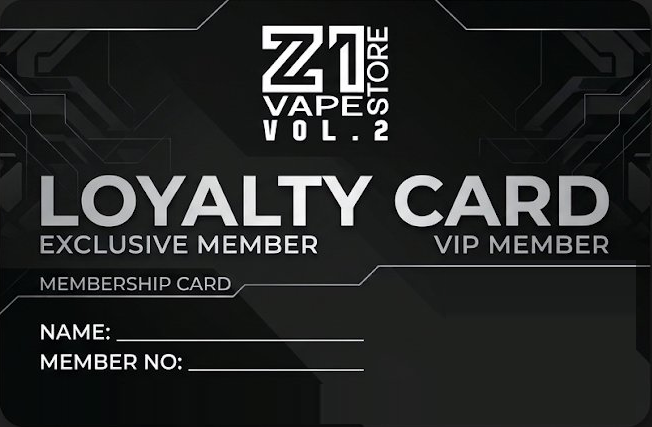 Z1
VAPE STORE
VOL.2
LOYALTY CARD
EXCLUSIVE MEMBER VIP MEMBER
MEMBERSHIP CARD
NAME:
MEMBER NO: